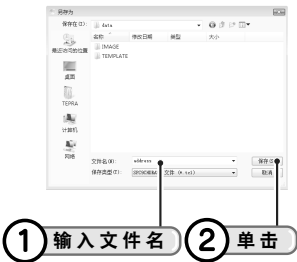 另存为
保存在(I):
data
名称
修改日期
类型
大小
IMAGE
TEMPLATE
最近访问的位置
桌面
TEPRA
计算机
网络
文件名(N):
address
保存(S)
保存类型(T):
文件 (*.tel)
取消
1 输入文件名
2 单击